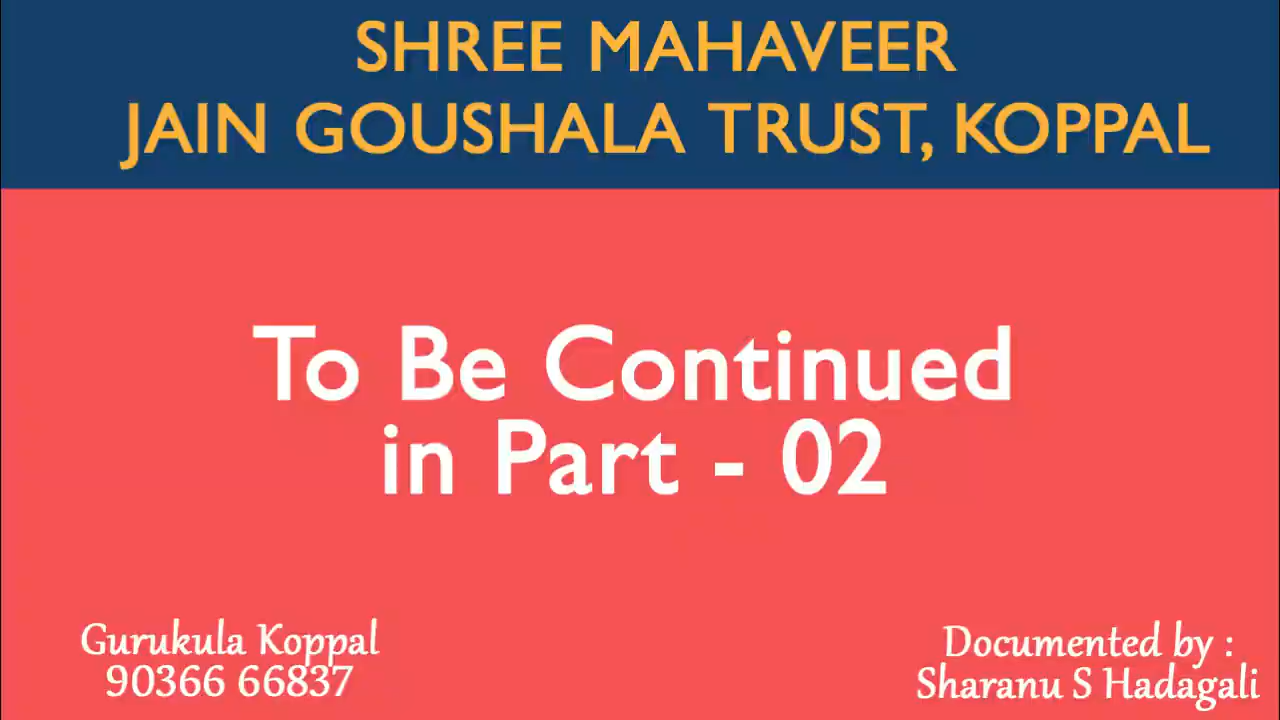 SHREE MAHAVEER
JAIN GOUSHALA TRUST, KOPPAL
To Be Continued
in Part - 02
Gurukula Koppal
90366 66837
Documented by :
Sharanu S Hadagali